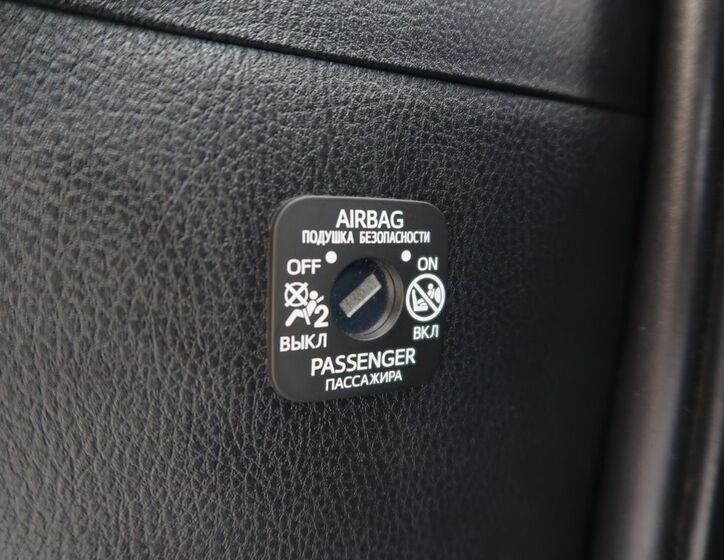 AIRBAG
ПОДУШКА БЕЗОПАСНОСТИ
OFF ON
2
ВЫКЛ ВКЛ
PASSENGER
ПАССАЖИРА